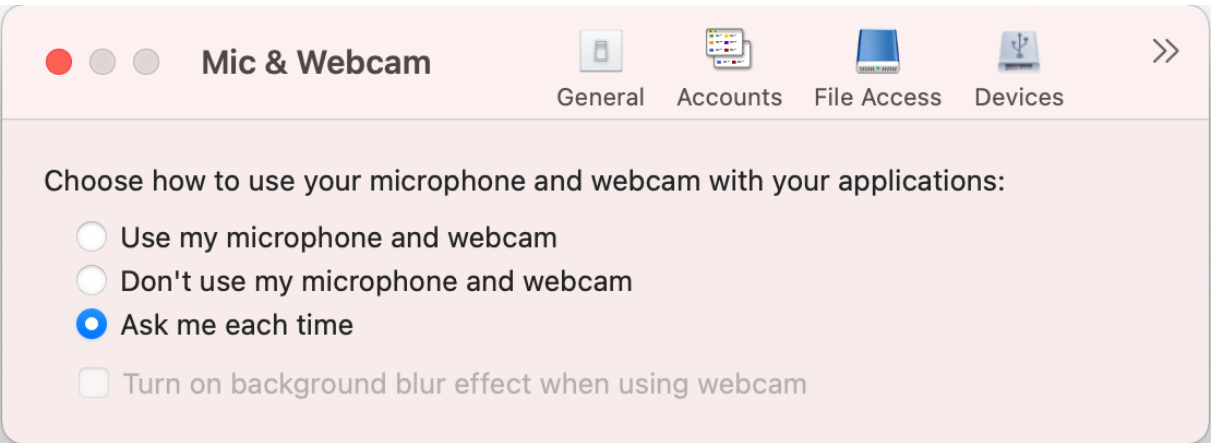 Mic & Webcam
General Accounts File Access Devices
Choose how to use your microphone and webcam with your applications:
Use my microphone and webcam
Don't use my microphone and webcam
Ask me each time
Turn on background blur effect when using webcam